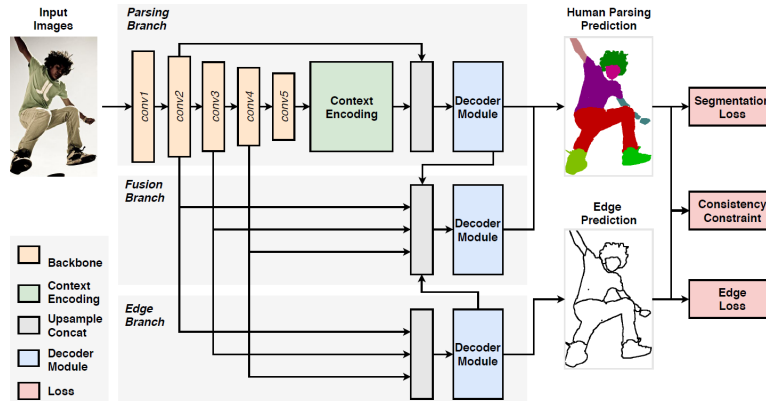 Input
Images
Parsing
Branch
conv1
conv2
conv3
conv4
conv5
Context
Encoding
Decoder
Module
Human Parsing
Prediction
Segmentation
Loss
Fusion
Branch
Decoder
Module
Edge
Prediction
Consistency
Constraint
Edge
Branch
Decoder
Module
Edge
Loss
Backbone
Context
Encoding
Upsample
Concat
Decoder
Module
Loss